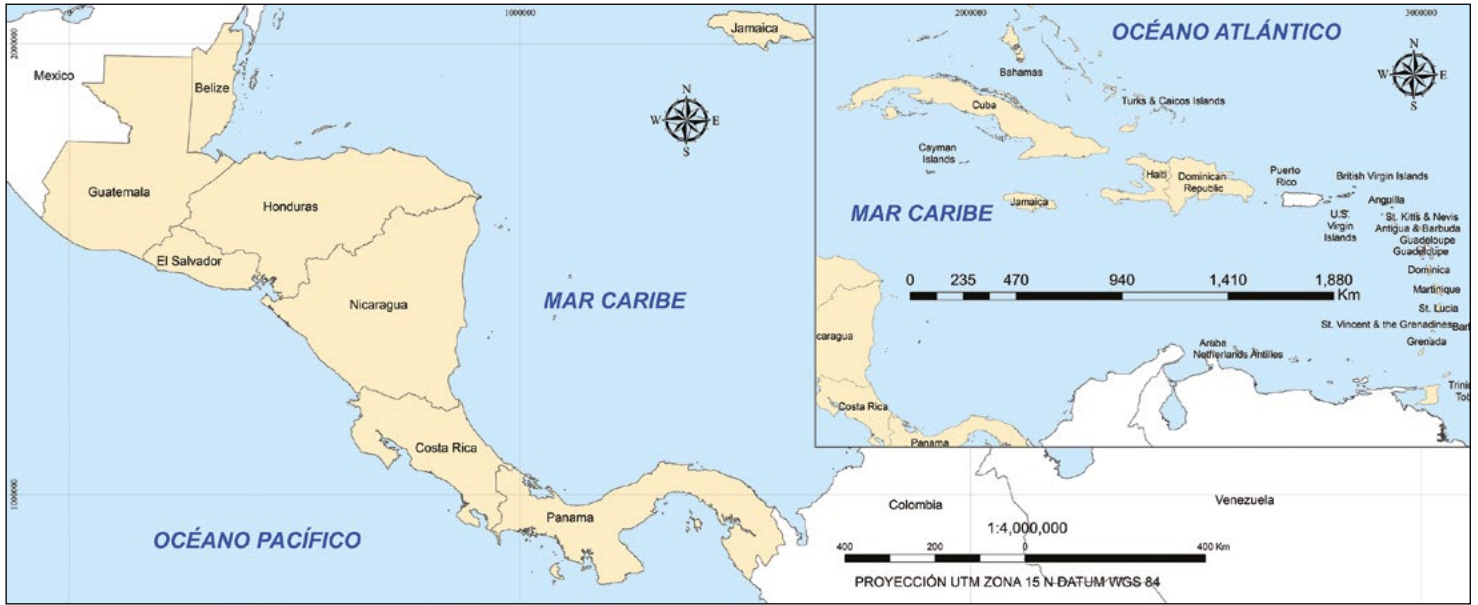 1000000
2000000
Jamaica
Mexico
Belize
N
W
E
S
Guatemala
Honduras
El Salvador
Nicaragua
MAR CARIBE
Costa Rica
Panama
OCÉANO PACÍFICO
1000000
2000000
3000000
OCÉANO ATLÁNTICO
Bahamas
N
W
E
S
Cuba
Turks & Caicos Islands
Cayman
Islands
Haiti
Dominican
Republic
Puerto
Rico
British Virgin Islands
Jamaica
MAR CARIBE
U.S.
Virgin
Islands
Anguilla
St. Kitts & Nevis
Antigua & Barbuda
Guadeloupe
Guadeloupe
Dominica
0 235 470 940 1,410 1,880
Km
Martinique
St. Lucia
St. Vincent & the Grenadines
Bar
Grenada
caragua
Aruba
Netherlands Antilles
Costa Rica
Panama
Trinid
Tob
Colombia
Venezuela
1:4,000,000
400 200 0 400 Km
PROYECCIÓN UTM ZONA 15 N DATUM WGS 84